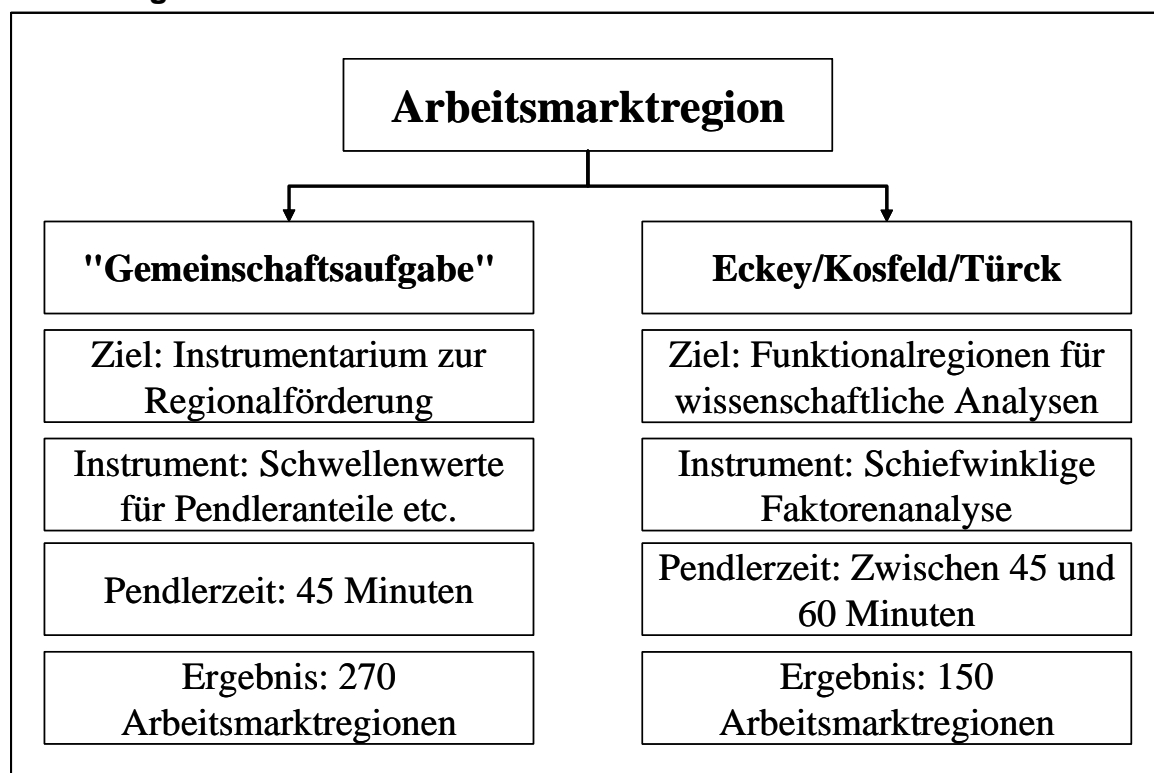 Arbeitsmarktregion
"Gemeinschaftsaufgabe"
Ziel: Instrumentarium zur
Regionalförderung
Instrument: Schwellenwerte
für Pendleranteile etc.
Pendlerzeit: 45 Minuten
Ergebnis: 270
Arbeitsmarktregionen
Eckey/Kosfeld/Türck
Ziel: Funktionalregionen für
wissenschaftliche Analysen
Instrument: Schiefwinklige
Faktorenanalyse
Pendlerzeit: Zwischen 45 und
60 Minuten
Ergebnis: 150
Arbeitsmarktregionen